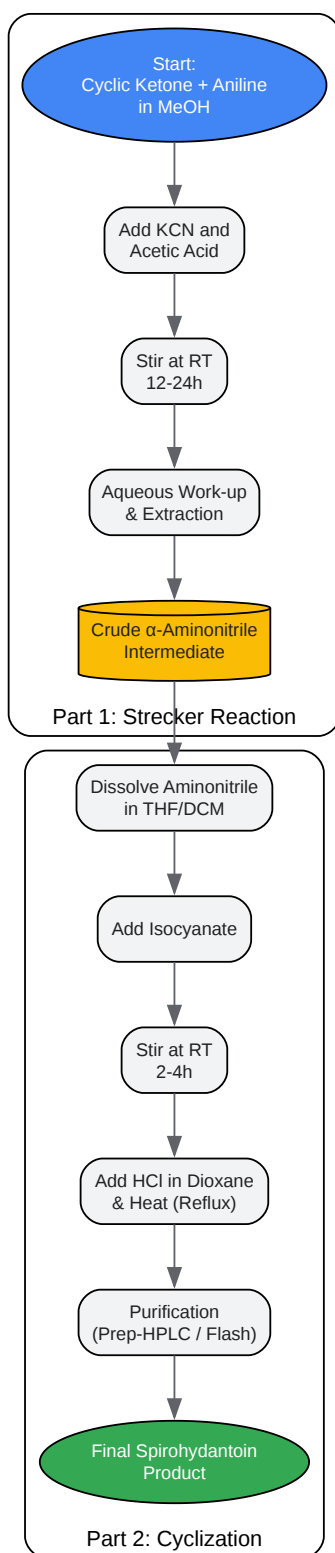 Start:
Cyclic Ketone + Aniline
in MeOH
Add KCN and
Acetic Acid
Stir at RT
12-24h
Aqueous Work-up
& Extraction
Crude α-Aminonitrile
Intermediate
Part 1: Strecker Reaction
Dissolve Aminonitrile
in THF/DCM
Add Isocyanate
Stir at RT
2-4h
Add HCl in Dioxane
& Heat (Reflux)
Purification
(Prep-HPLC / Flash)
Final Spirohydantoin
Product
Part 2: Cyclization